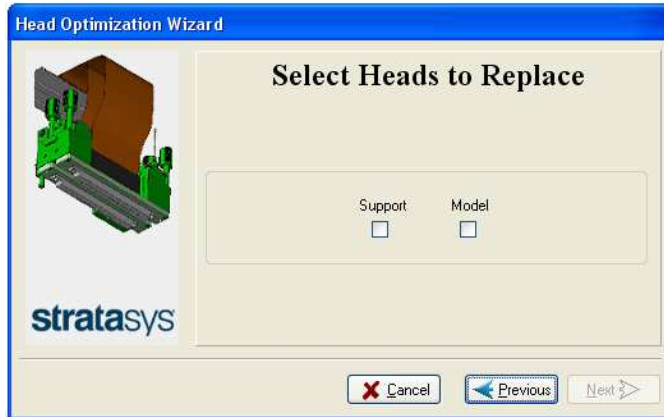 Head Optimization Wizard
Select Heads to Replace
Support Model
stratasys
Cancel Previous Next